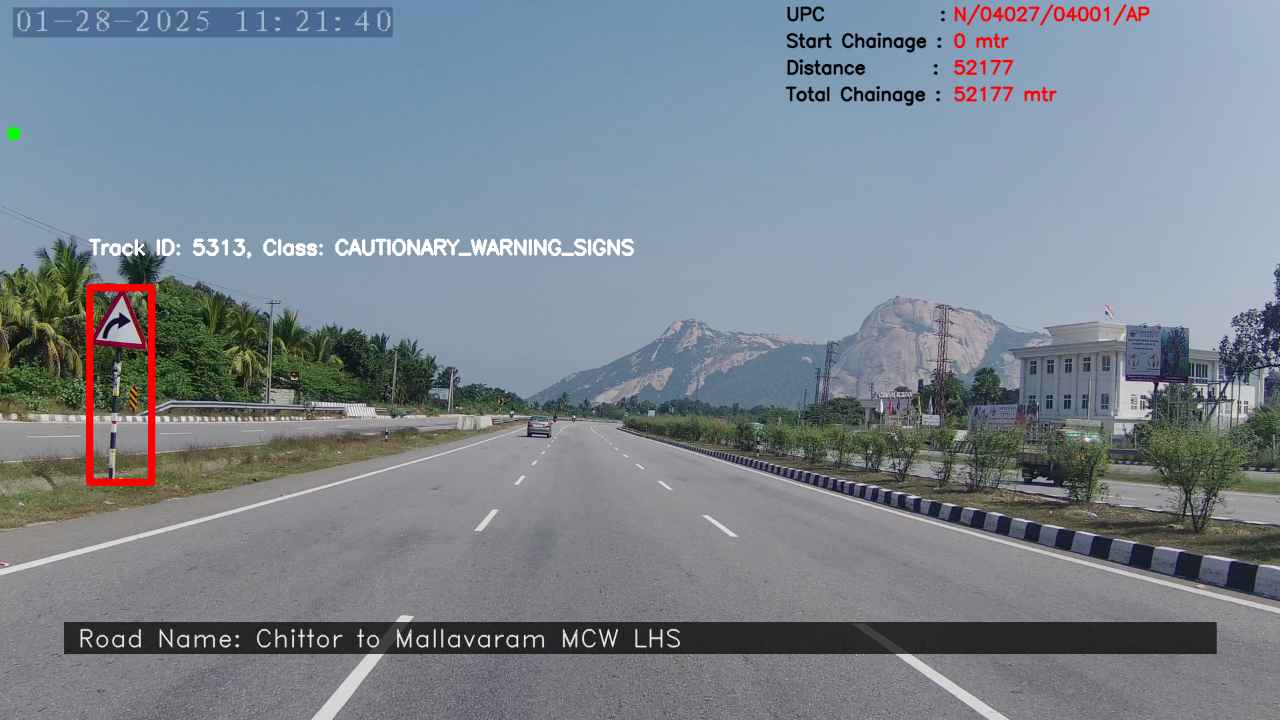 01-28-2025 11:21:40
UPC : N/04027/04001/AP
Start Chainage : 0 mtr
Distance : 52177
Total Chainage : 52177 mtr
Track ID: 5313, Class: CAUTIONARY_WARNING_SIGNS
Road Name: Chittor to Mallavaram MCW LHS